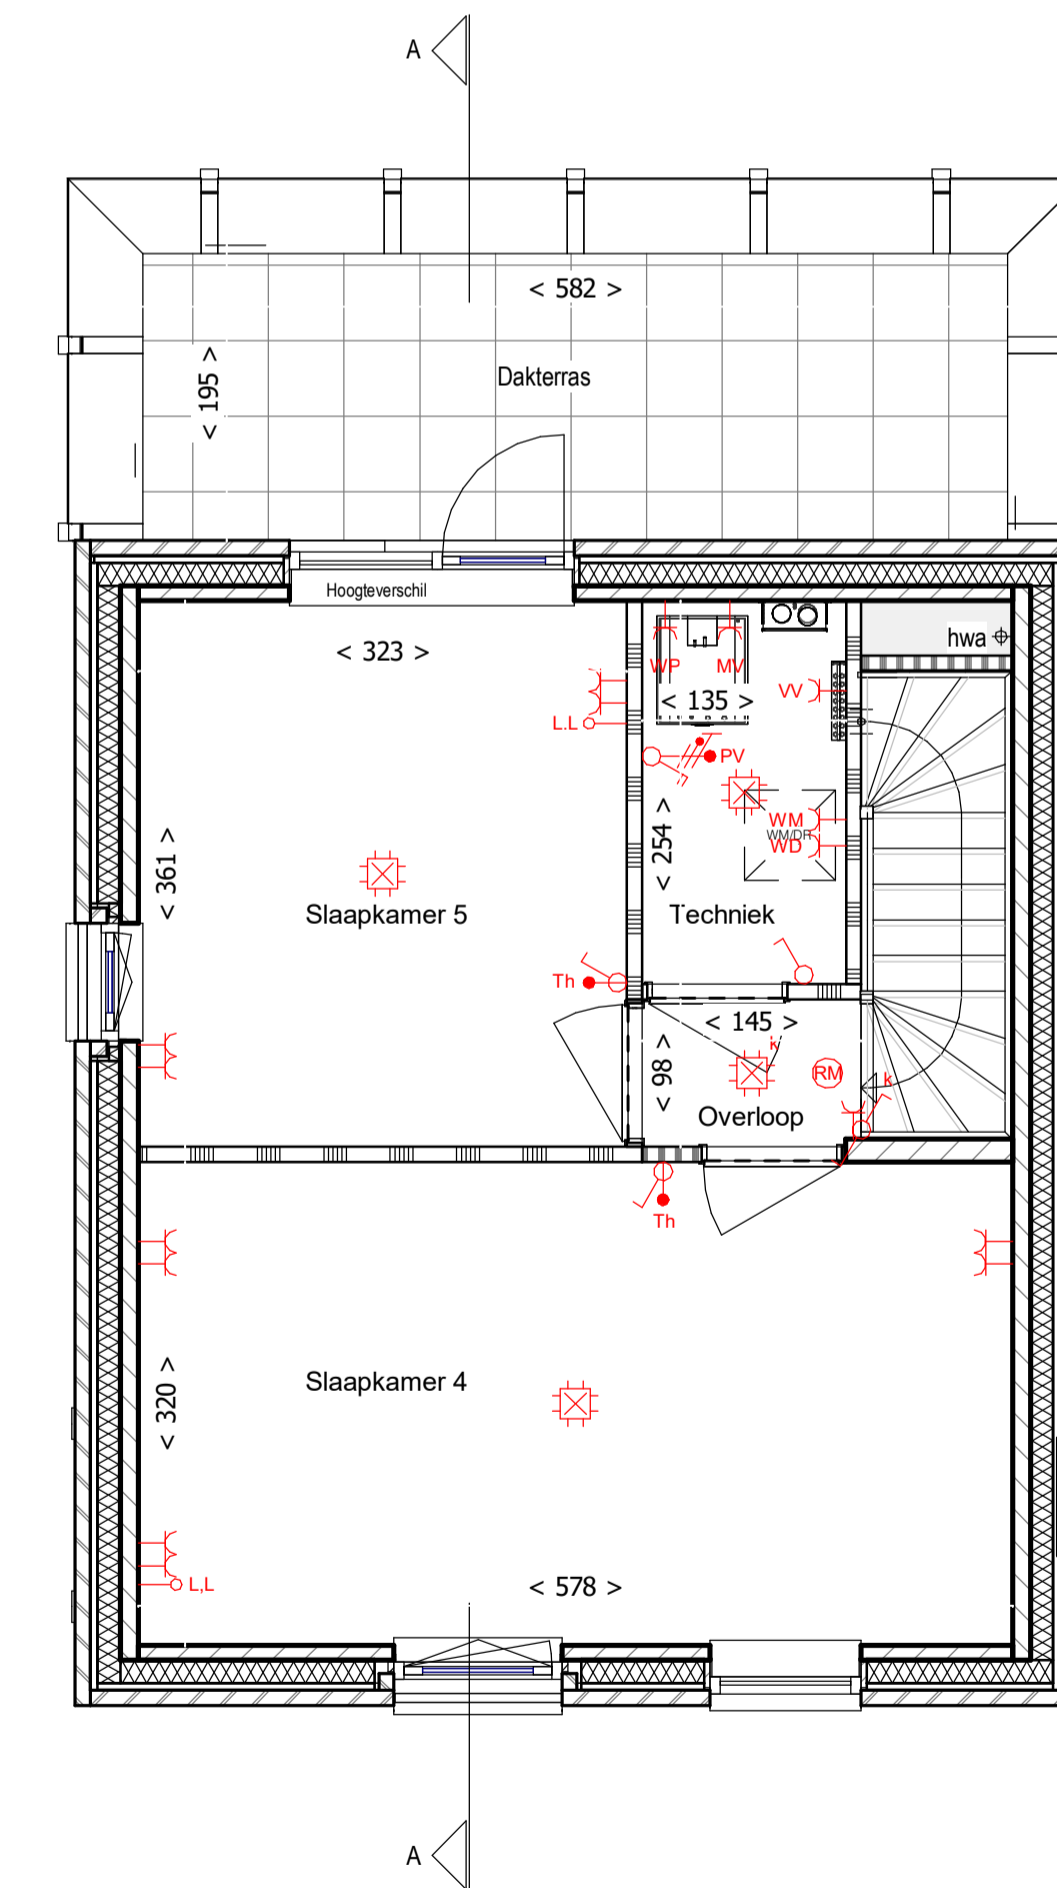 A
< 582 >
< 195 >
Dakterras
Hoogteverschil
< 323 >
hwa
WP
MV
VV
< 135 >
L.L
PV
WM
WM/DR
WD
< 254 >
< 361 >
Slaapkamer 5
Techniek
Th
< 145 >
k
< 98 >
RM
k
Overloop
Th
Slaapkamer 4
< 320 >
L,L
< 578 >
A